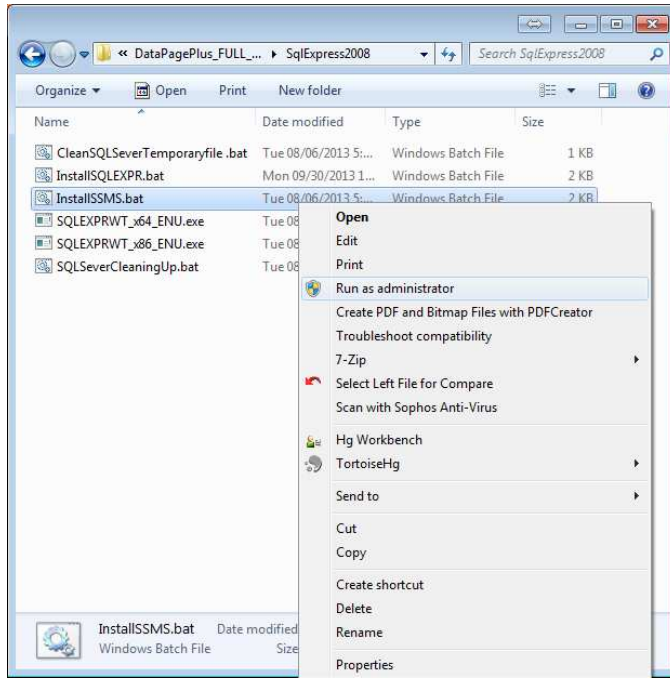 « DataPagePlus_FULL_... ▸ SqlExpress2008 Search SqlExpress2008
Organize Open Print New folder
Name Date modified Type Size
CleanSQLSeverTemporaryfile .bat Tue 08/06/2013 5:... Windows Batch File 1 KB
InstallSQLEXPR.bat Mon 09/30/2013 1... Windows Batch File 2 KB
InstallSSMS.bat Tue 08/06/2013 5:... Windows Batch File 2 KB
SQLEXPRWT_x64_ENU.exe Tue 08
SQLEXPRWT_x86_ENU.exe Tue 08
SQLSeverCleaningUp.bat Tue 08
Open
Edit
Print
Run as administrator
Create PDF and Bitmap Files with PDFCreator
Troubleshoot compatibility
7-Zip
Select Left File for Compare
Scan with Sophos Anti-Virus
Hg Workbench
TortoiseHg
Send to
Cut
Copy
Create shortcut
Delete
Rename
Properties
InstallSSMS.bat Date modified
Windows Batch File Size